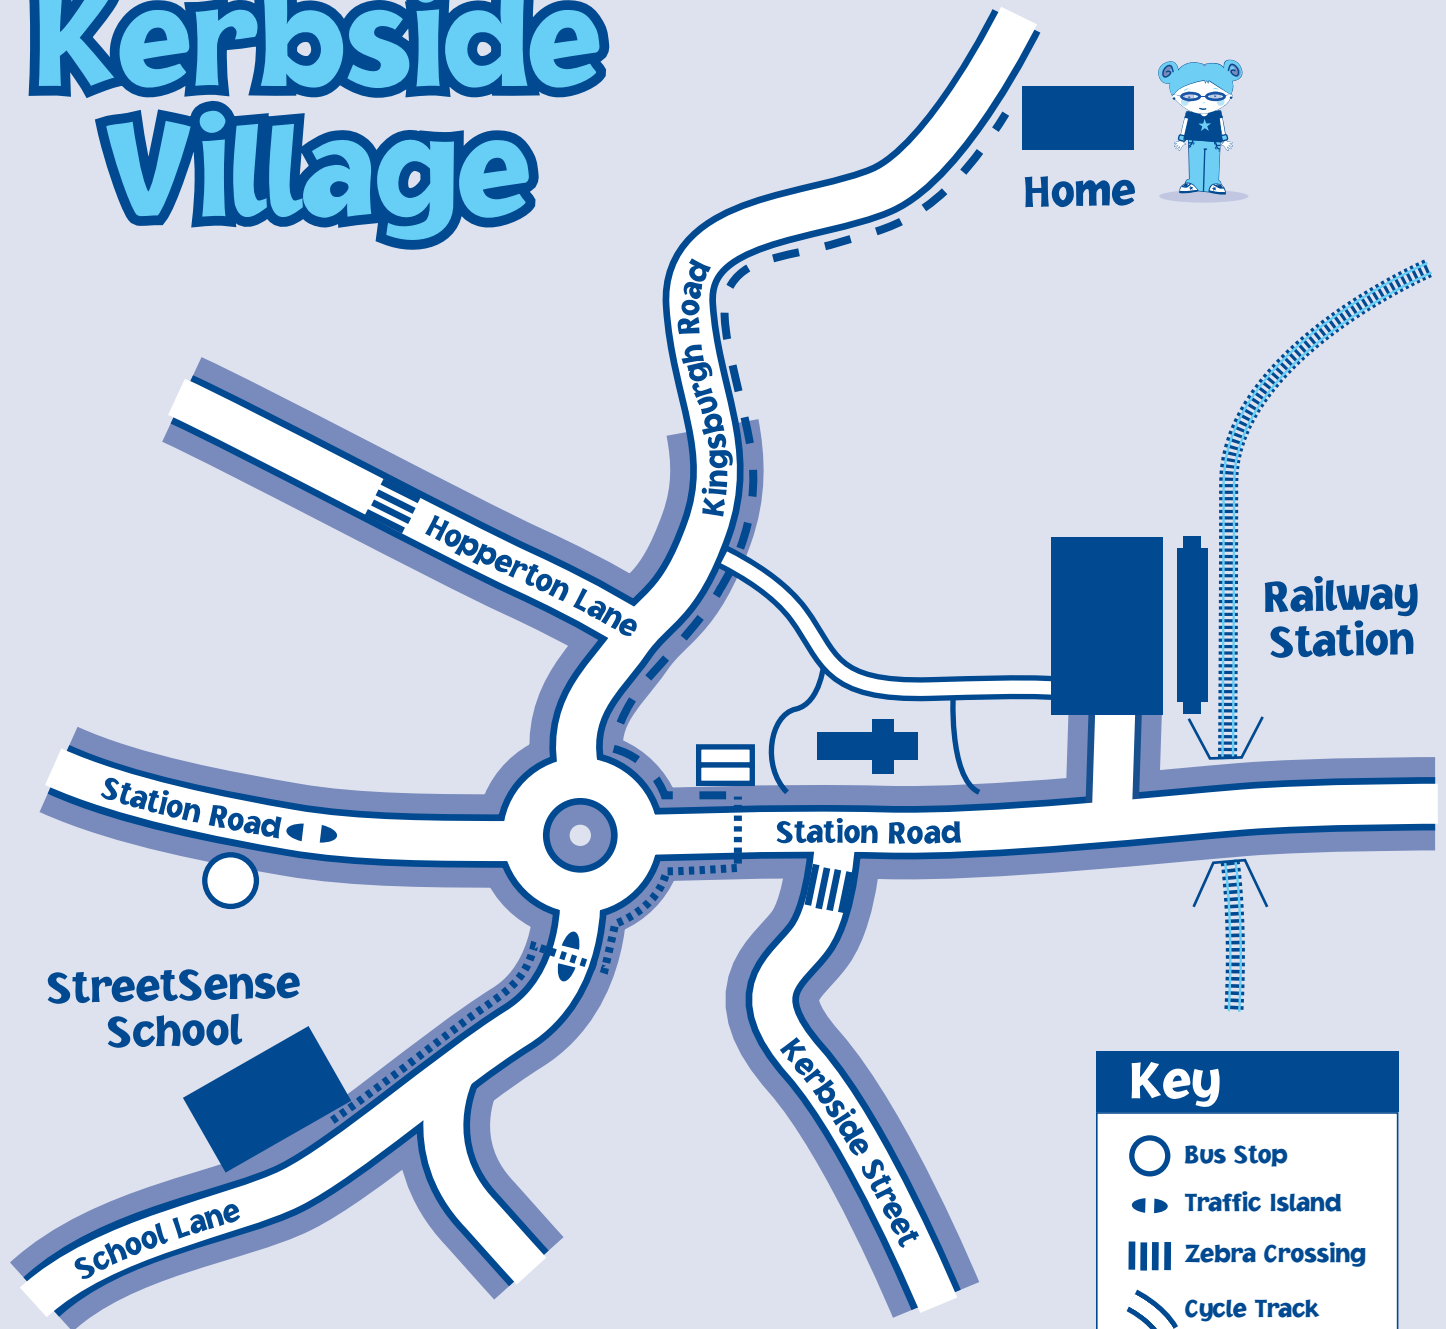 Kerbside
Village
Home
Kingsburgh Road
Hopperton Lane
Railway
Station
Station Road
Station Road
StreetSense
School
Kerbside Street
School Lane
Key
Bus Stop
Traffic Island
Zebra Crossing
Cycle Track